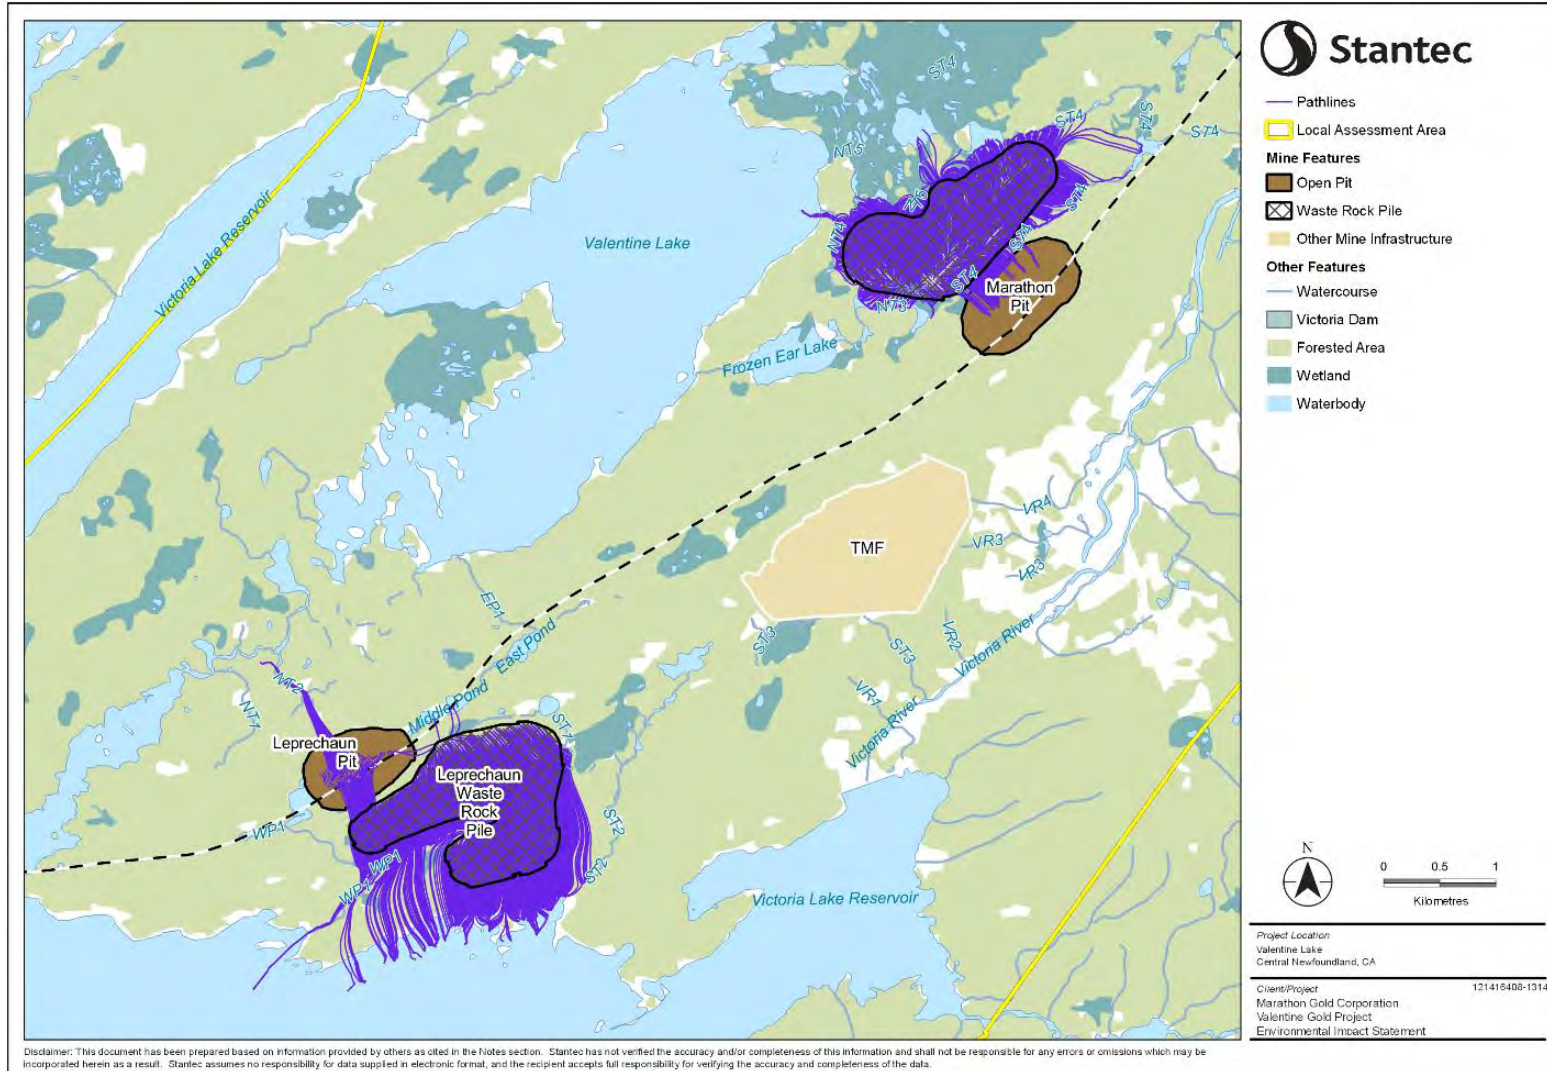 Stantec
Pathlines
Local Assessment Area
Mine Features
Open Pit
Waste Rock Pile
Other Mine Infrastructure
Other Features
Watercourse
Victoria Dam
Forested Area
Wetland
Waterbody
ST4
ST4
ST4
ST4
NT5
Victoria Lake Reservoir
Valentine Lake
ST4
NT4
ST4
ST4
NT3
Marathon
Pit
Frozen Ear Lake
VR4
VR3
TMF
VR3
EP1
East Pond
ST3
ST3
VR2
Victoria River
NT2
NT1
Middle Pond
VR1
Victoria River
ST1
Leprechaun
Pit
Leprechaun
Waste
Rock
Pile
WP1
ST2
WP1
WP1
ST2
Victoria Lake Reservoir
N
0 0.5 1
Kilometres
Project Location
Valentine Lake
Central Newfoundland, CA
Client/Project 121416408-1314
Marathon Gold Corporation
Valentine Gold Project
Environmental Impact Statement
Disclaimer: This document has been prepared based on information provided by others as cited in the Notes section. Stantec has not verified the accuracy and/or completeness of this information and shall not be responsible for any errors or omissions which may be
incorporated herein as a result. Stantec assumes no responsibility for data supplied in electronic format, and the recipient accepts full responsibility for verifying the accuracy and completeness of the data.